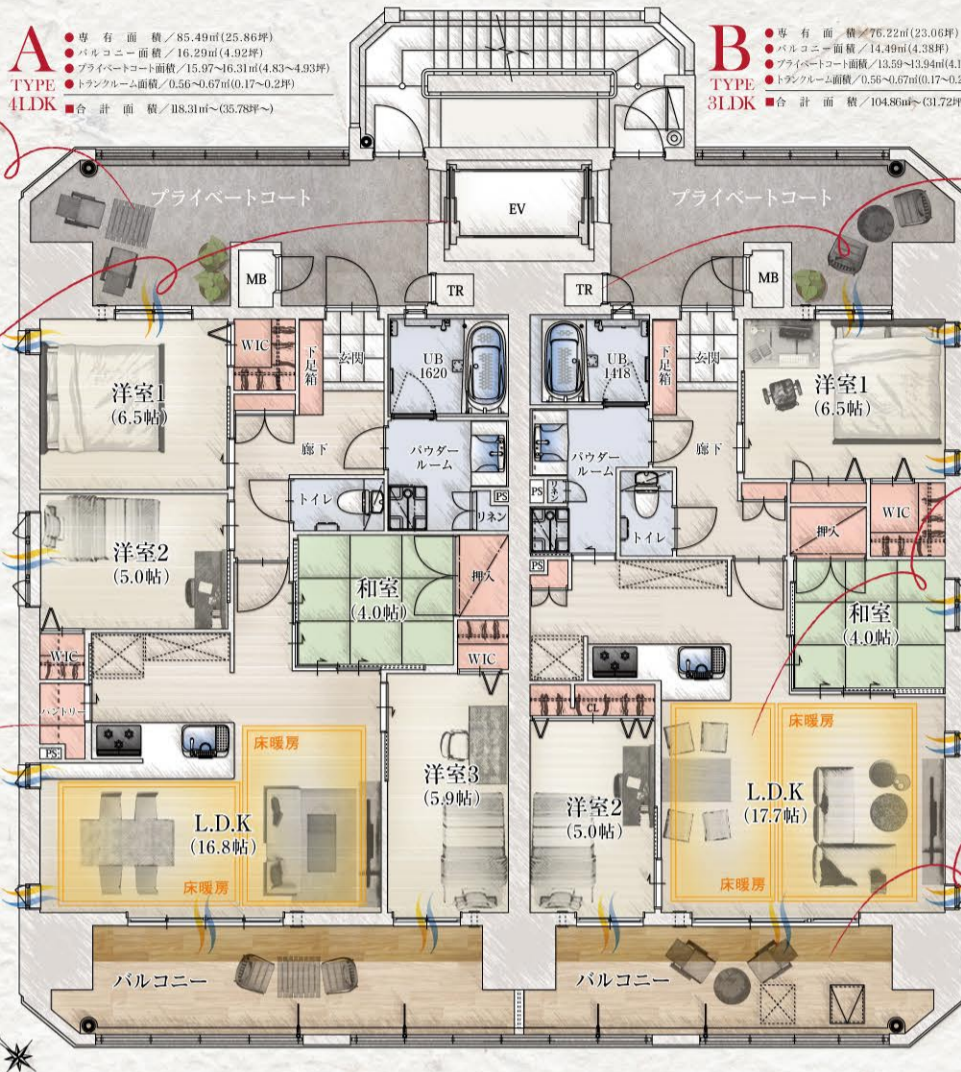 A
TYPE
4LDK
●専有面積／85.49㎡(25.86坪)
●バルコニー面積／16.29㎡(4.92坪)
●プライベートコート面積／15.97〜16.31㎡(4.83〜4.93坪)
●トランクルーム面積／0.56〜0.67㎡(0.17〜0.2坪)
■合計面積／118.31㎡〜(35.78坪〜)
B
TYPE
3LDK
●専有面積／76.22㎡(23.06坪)
●バルコニー面積／14.49㎡(4.38坪)
●プライベートコート面積／13.59〜13.94㎡(4.1
●トランクルーム面積／0.56〜0.67㎡(0.17〜0.2
■合計面積／104.86㎡〜(31.72坪
プライベートコート
EV
プライベートコート
MB
TR
TR
MB
WIC
下足箱
玄関
UB
1620
UB
1418
下足箱
玄関
洋室1
(6.5帖)
洋室1
(6.5帖)
廊下
パウダー
ルーム
パウダー
ルーム
廊下
トイレ
PS
リネン
PS
リネン
トイレ
WIC
押入
洋室2
(5.0帖)
和室
(4.0帖)
押入
PS
和室
(4.0帖)
WIC
WIC
パントリー
PS
CL
床暖房
床暖房
洋室3
(5.9帖)
洋室2
(5.0帖)
L.D.K
(16.8帖)
L.D.K
(17.7帖)
床暖房
床暖房
バルコニー
バルコニー